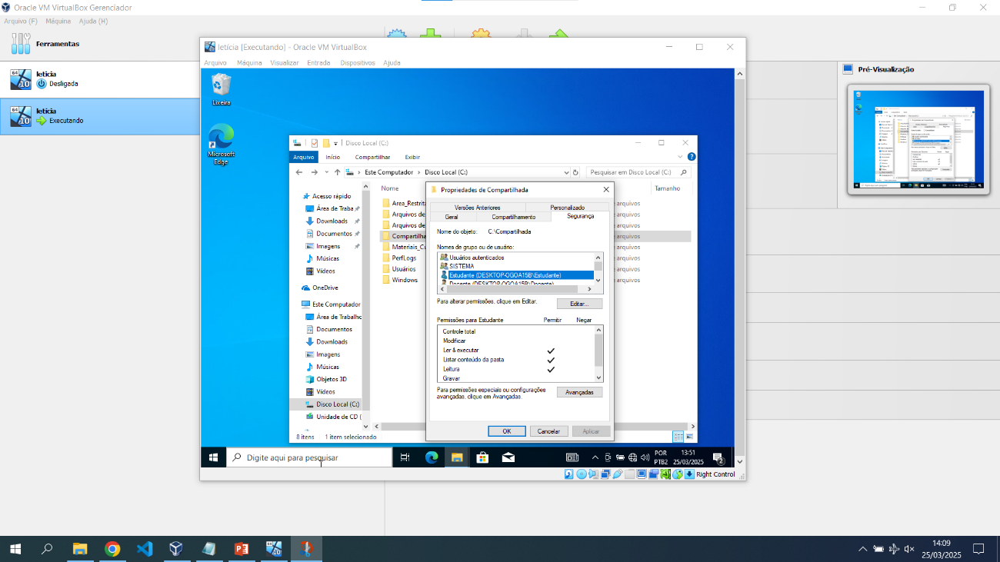 Oracle VM VirtualBox Gerenciador
Arquivo (F) Máquina Ajuda (H)
Ferramentas
64
10
leticia
Desligada
64
10
leticia
Executando
Pré-Visualização
letícia [Executando] - Oracle VM VirtualBox
Arquivo Máquina Visualizar Entrada Dispositivos Ajuda
Lixeira
Microsoft
Edge
Disco Local (C:)
Arquivo Início Compartilhar Exibir
Este Computador Disco Local (C:)
Pesquisar em Disco Local (C:)
Acesso rápido
Área de Traba
Downloads
Documentos
Imagens
Músicas
Vídeos
OneDrive
Este Computador
Área de Trabalho
Documentos
Downloads
Imagens
Músicas
Objetos 3D
Vídeos
Disco Local (C:)
Unidade de CD (
Nome
Tamanho
Area_Restrita
Arquivos de
Arquivos de
Compartilha
Materiais_Cu
PerfLogs
Usuários
Windows
e arquivos
e arquivos
e arquivos
e arquivos
e arquivos
e arquivos
e arquivos
e arquivos
8 itens 1 item selecionado
Propriedades de Compartilhada
Versões Anteriores Personalizado
Geral Compartilhamento Segurança
Nome do objeto: C:\Compartilhada
Nomes de grupo ou de usuário:
Usuários autenticados
SISTEMA
Estudante (DESKTOP-OGOA15B\Estudante)
Docente (DESKTOP-OGOA15B\Docente)
Para alterar permissões, clique em Editar.
Editar...
Permissões para Estudante Permitir Negar
Controle total
Modificar
Ler & executar
Listar conteúdo da pasta
Leitura
Gravar
Para permissões especiais ou configurações
avançadas, clique em Avançadas.
Avançadas
OK Cancelar Aplicar
Digite aqui para pesquisar
POR
PTB2
13:51
25/03/2025
2
Right Control
14:09
25/03/2025